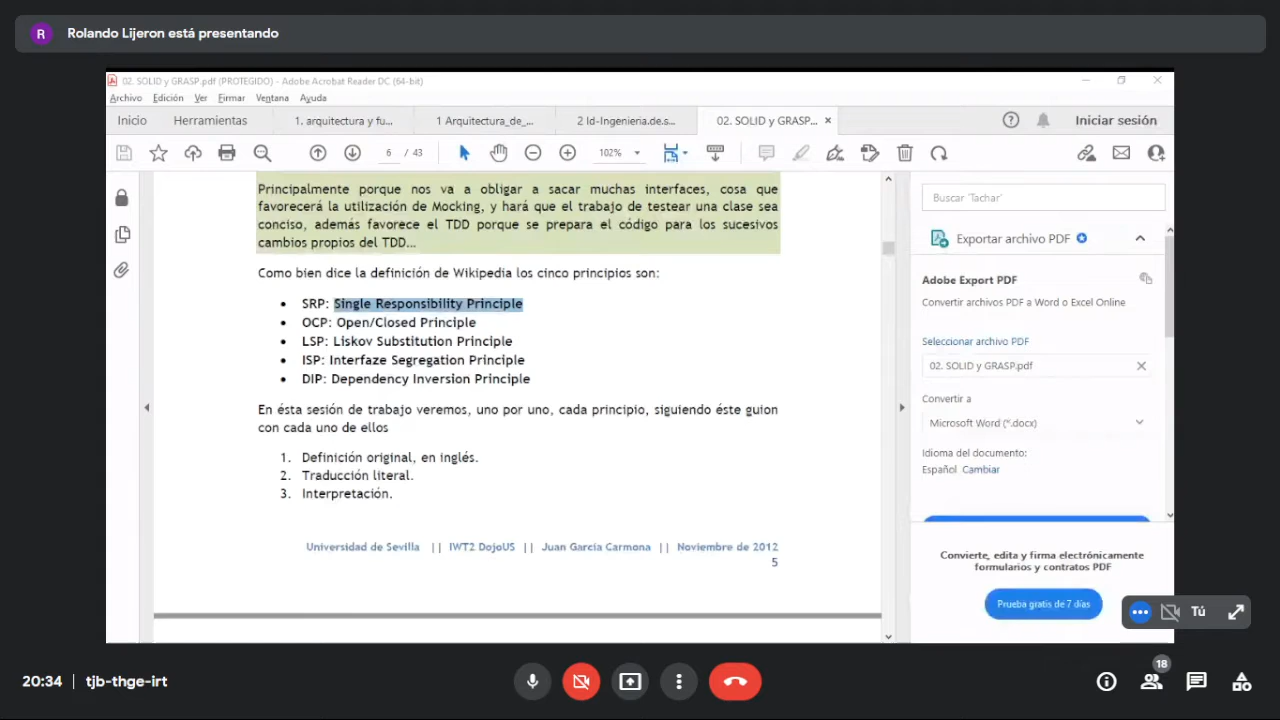 R Rolando Lijeron está presentando
02. SOLID y GRASP.pdf (PROTEGIDO) - Adobe Acrobat Reader DC (64-bit)
Archivo Edición Ver Firmar Ventana Ayuda
Inicio Herramientas 1. arquitectura y fu... 1 Arquitectura_de_... 2 Id-Ingenieria.de.s... 02. SOLID y GRASP... × Iniciar sesión
6 / 43 102%
Principalmente porque nos va a obligar a sacar muchas interfaces, cosa que
favorecerá la utilización de Mocking, y hará que el trabajo de testear una clase sea
conciso, además favorece el TDD porque se prepara el código para los sucesivos
cambios propios del TDD…
Como bien dice la definición de Wikipedia los cinco principios son:
• SRP: Single Responsibility Principle
• OCP: Open/Closed Principle
• LSP: Liskov Substitution Principle
• ISP: Interfaze Segregation Principle
• DIP: Dependency Inversion Principle
En ésta sesión de trabajo veremos, uno por uno, cada principio, siguiendo éste guion
con cada uno de ellos
1. Definición original, en inglés.
2. Traducción literal.
3. Interpretación.
Universidad de Sevilla || IWT2 DojoUS || Juan García Carmona || Noviembre de 2012
5
Buscar 'Tachar'
Exportar archivo PDF
Adobe Export PDF
Convertir archivos PDF a Word o Excel Online
Seleccionar archivo PDF
02. SOLID y GRASP.pdf
Convertir a
Microsoft Word (*.docx)
Idioma del documento:
Español Cambiar
Convierte, edita y firma electrónicamente
formularios y contratos PDF
Prueba gratis de 7 días
Tú
20:34 | tjb-thge-irt
18